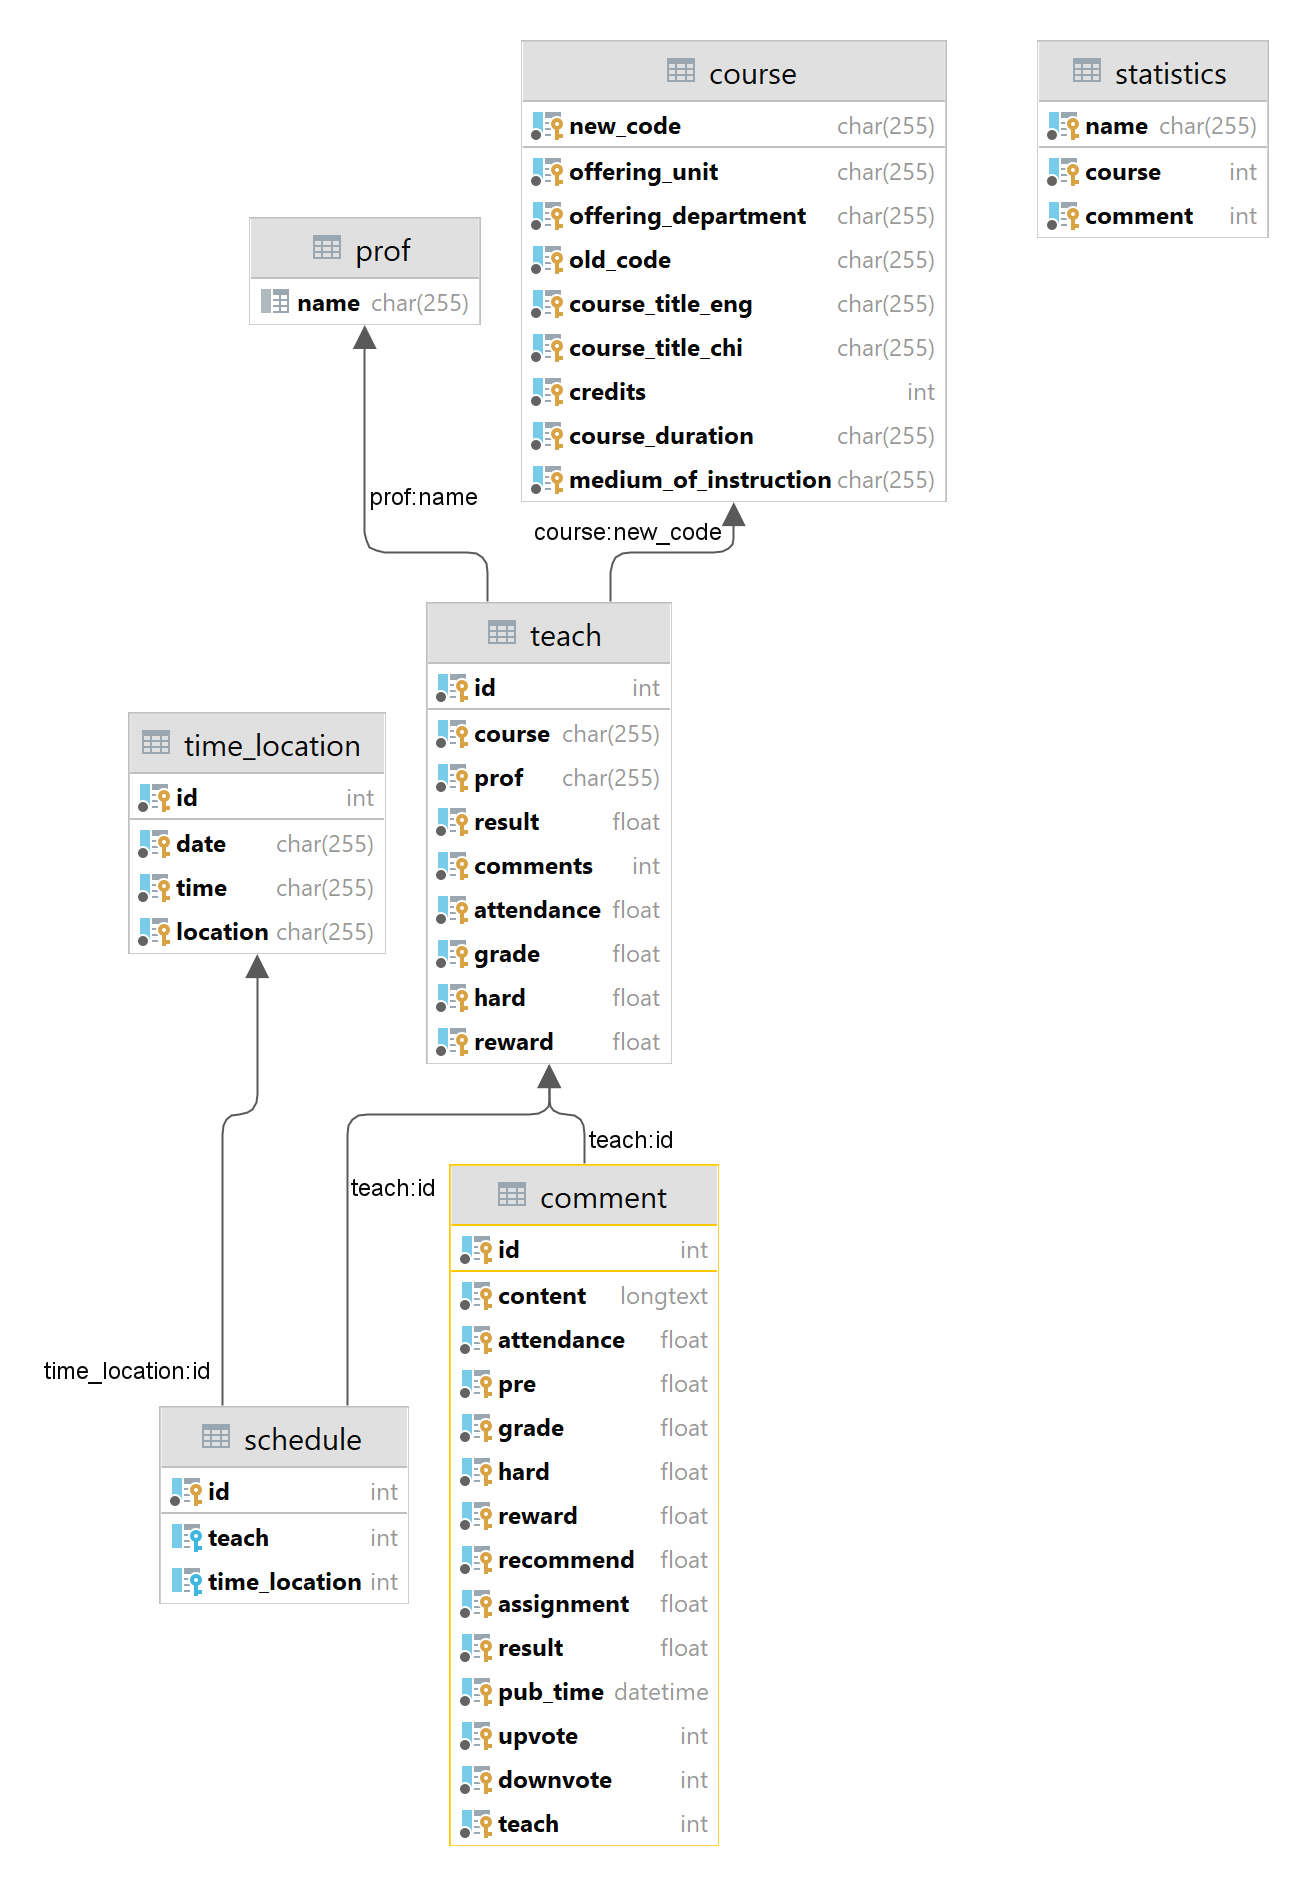 course
new_code char(255)
offering_unit char(255)
offering_department char(255)
old_code char(255)
course_title_eng char(255)
course_title_chi char(255)
credits int
course_duration char(255)
medium_of_instruction char(255)
statistics
name char(255)
course int
comment int
prof
name char(255)
prof:name
course:new_code
teach
id int
course char(255)
prof char(255)
result float
comments int
attendance float
grade float
hard float
reward float
time_location
id int
date char(255)
time char(255)
location char(255)
teach:id
teach:id
time_location:id
comment
id int
content longtext
attendance float
pre float
grade float
hard float
reward float
recommend float
assignment float
result float
pub_time datetime
upvote int
downvote int
teach int
schedule
id int
teach int
time_location int